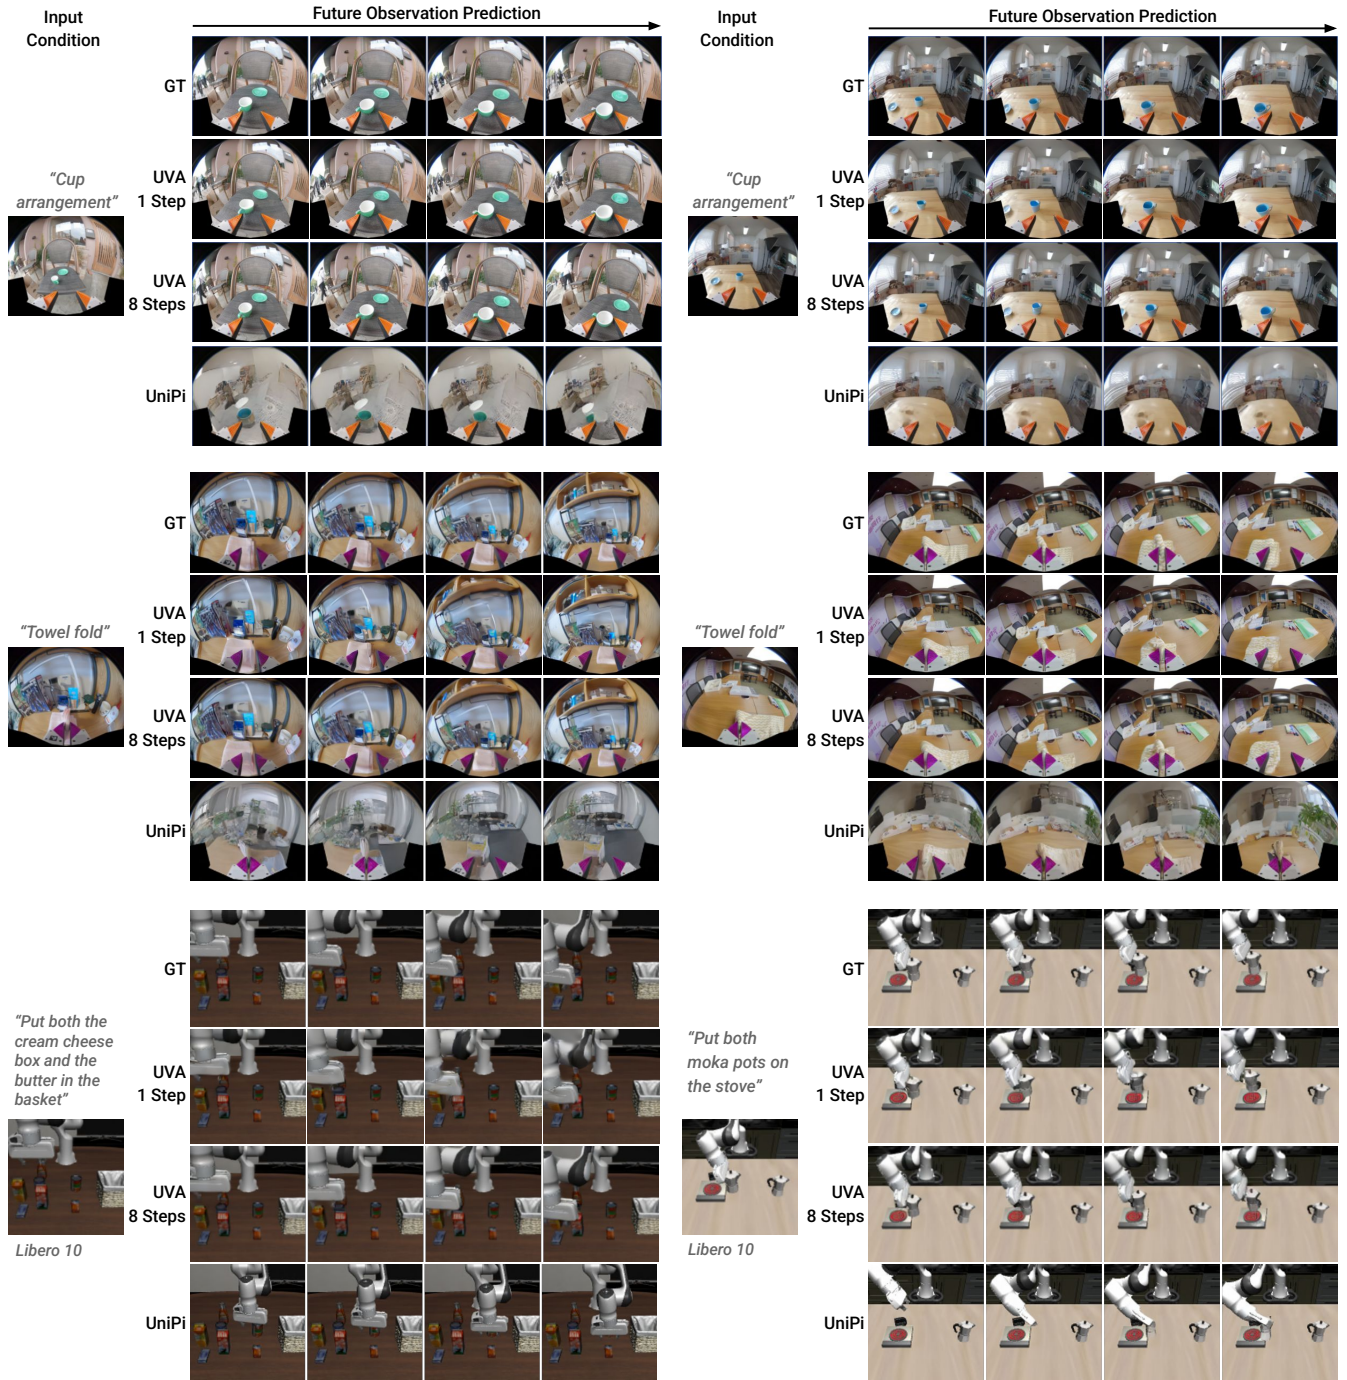 Input
Condition
Future Observation Prediction
GT
UVA
1 Step
"Cup
arrangement"
UVA
8 Steps
UniPi
Input
Condition
Future Observation Prediction
GT
UVA
1 Step
"Cup
arrangement"
UVA
8 Steps
UniPi
GT
UVA
1 Step
"Towel fold"
UVA
8 Steps
UniPi
GT
UVA
1 Step
"Towel fold"
UVA
8 Steps
UniPi
GT
"Put both the
cream cheese
box and the
butter in the
basket"
UVA
1 Step
UVA
8 Steps
Libero 10
UniPi
GT
"Put both
moka pots on
the stove"
UVA
1 Step
UVA
8 Steps
Libero 10
UniPi